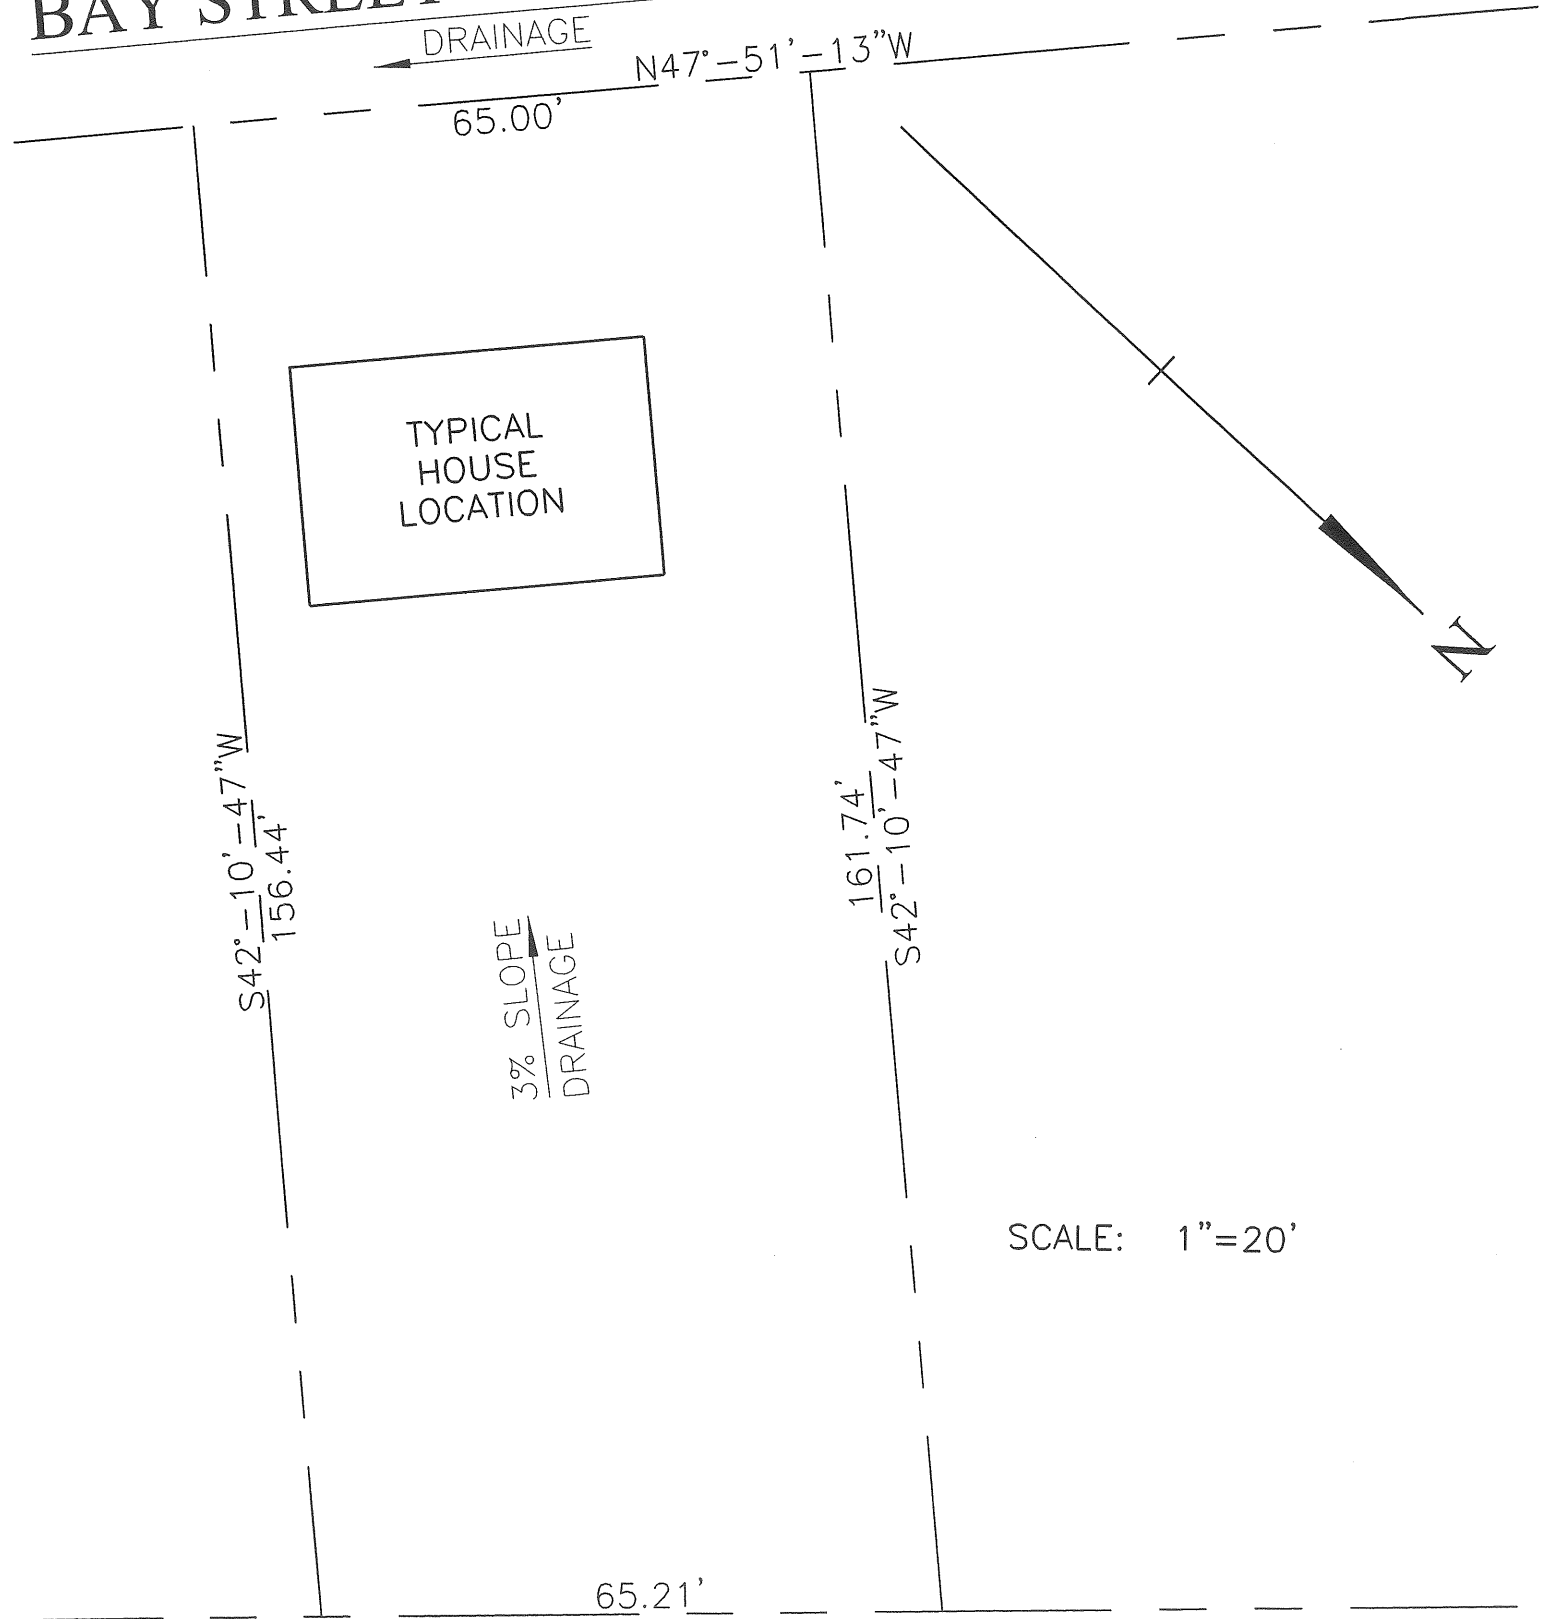 BAY STREET
DRAINAGE
N47°-51'-13"W
65.00'
TYPICAL
HOUSE
LOCATION
N
S42°-10'-47"W
156.44'
161.74'
S42°-10'-47"W
3% SLOPE
DRAINAGE
SCALE: 1"=20'
65.21'